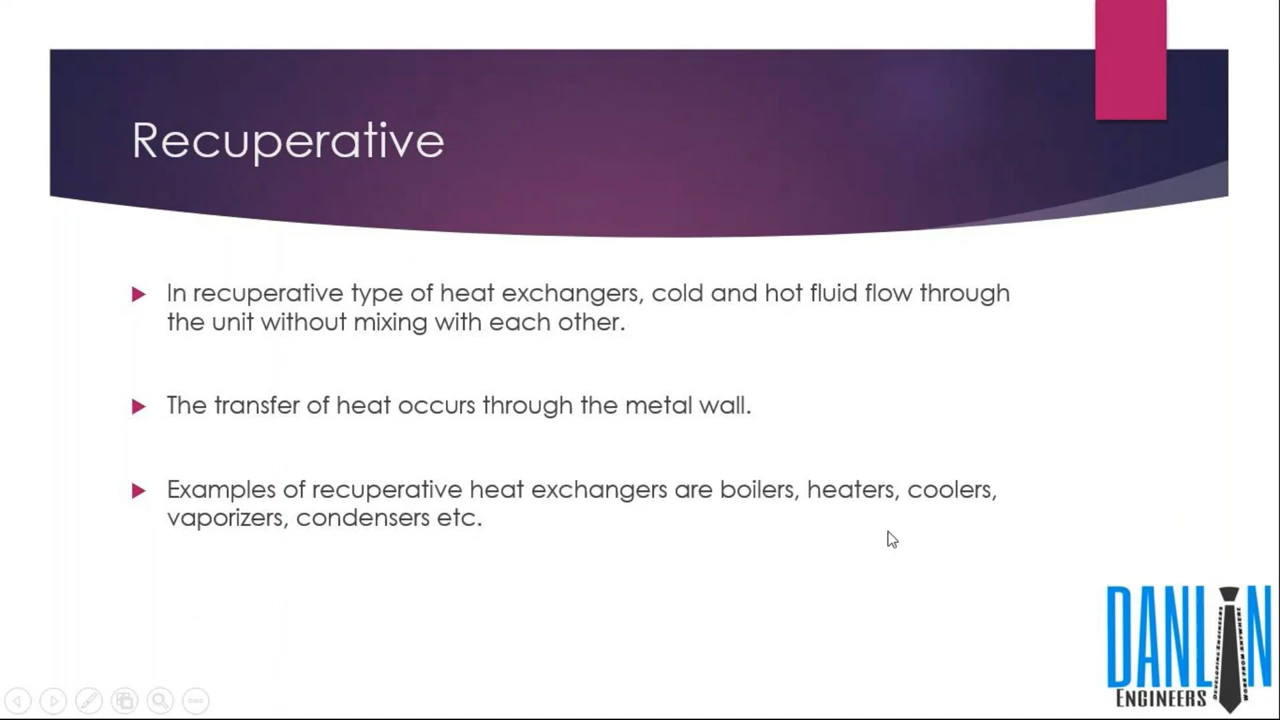 Recuperative
In recuperative type of heat exchangers, cold and hot fluid flow through
the unit without mixing with each other.
The transfer of heat occurs through the metal wall.
Examples of recuperative heat exchangers are boilers, heaters, coolers,
vaporizers, condensers etc.
DANLIN
ENGINEERS